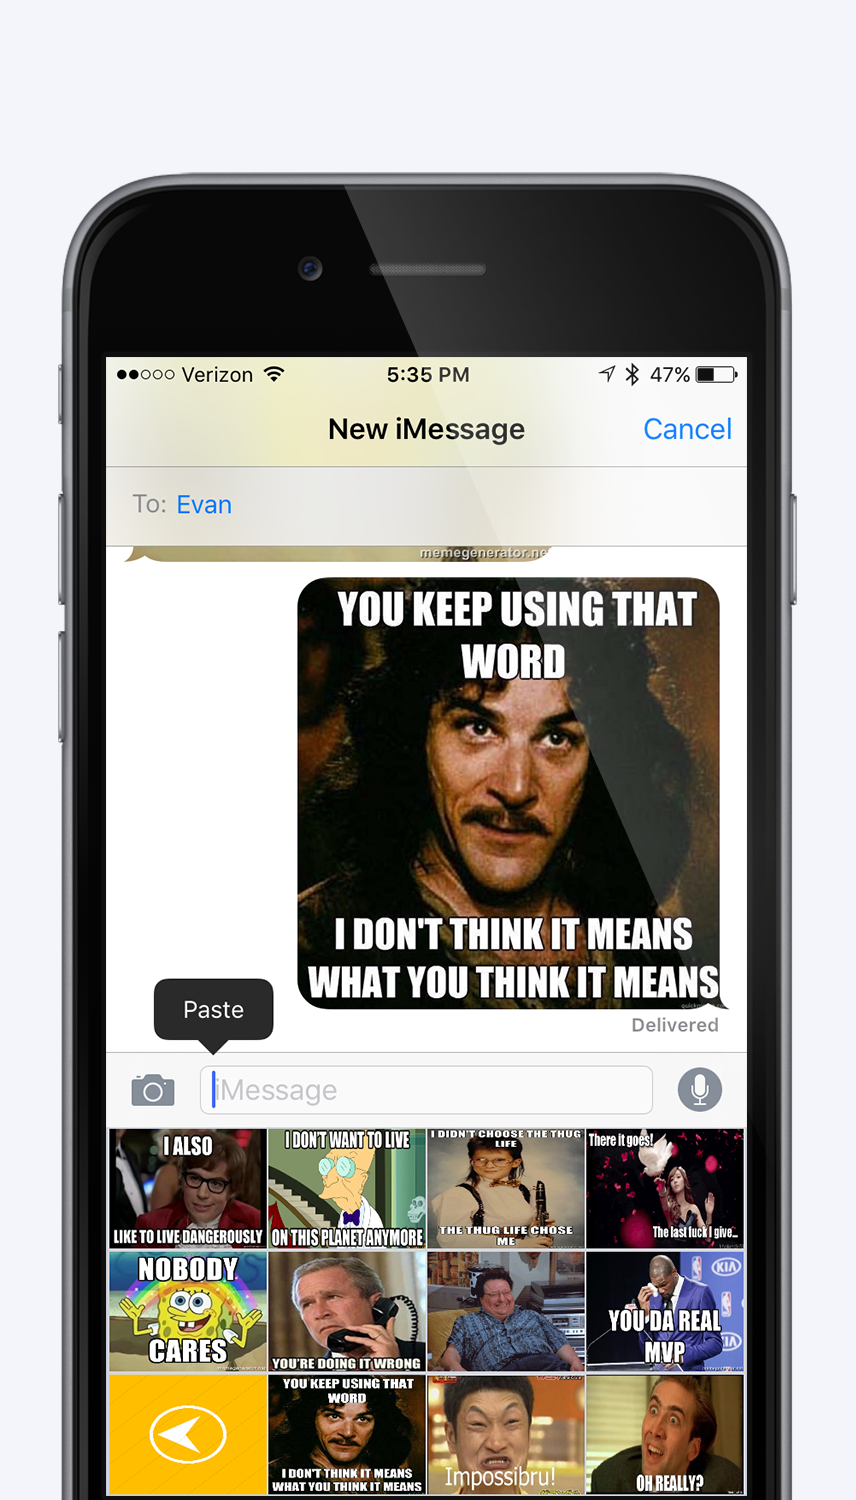 Verizon 5:35 PM 47%
New iMessage Cancel
To: Evan
memegenerator.ne
YOU KEEP USING THAT
WORD
I DON'T THINK IT MEANS
WHAT YOU THINK IT MEANS
Delivered
Paste
iMessage
I ALSO
LIKE TO LIVE DANGEROUSLY
I DON'T WANT TO LIVE
ON THIS PLANET ANYMORE
I DIDN'T CHOOSE THE THUG
LIFE
THE THUG LIFE CHOSE
ME
There it goes!
The last fuck I give...
NOBODY
CARES
YOU'RE DOING IT WRONG
KIA
YOU DA REAL
MVP
YOU KEEP USING THAT
WORD
I DON'T THINK IT MEANS
WHAT YOU THINK IT MEANS
Impossibru!
OH REALLY?